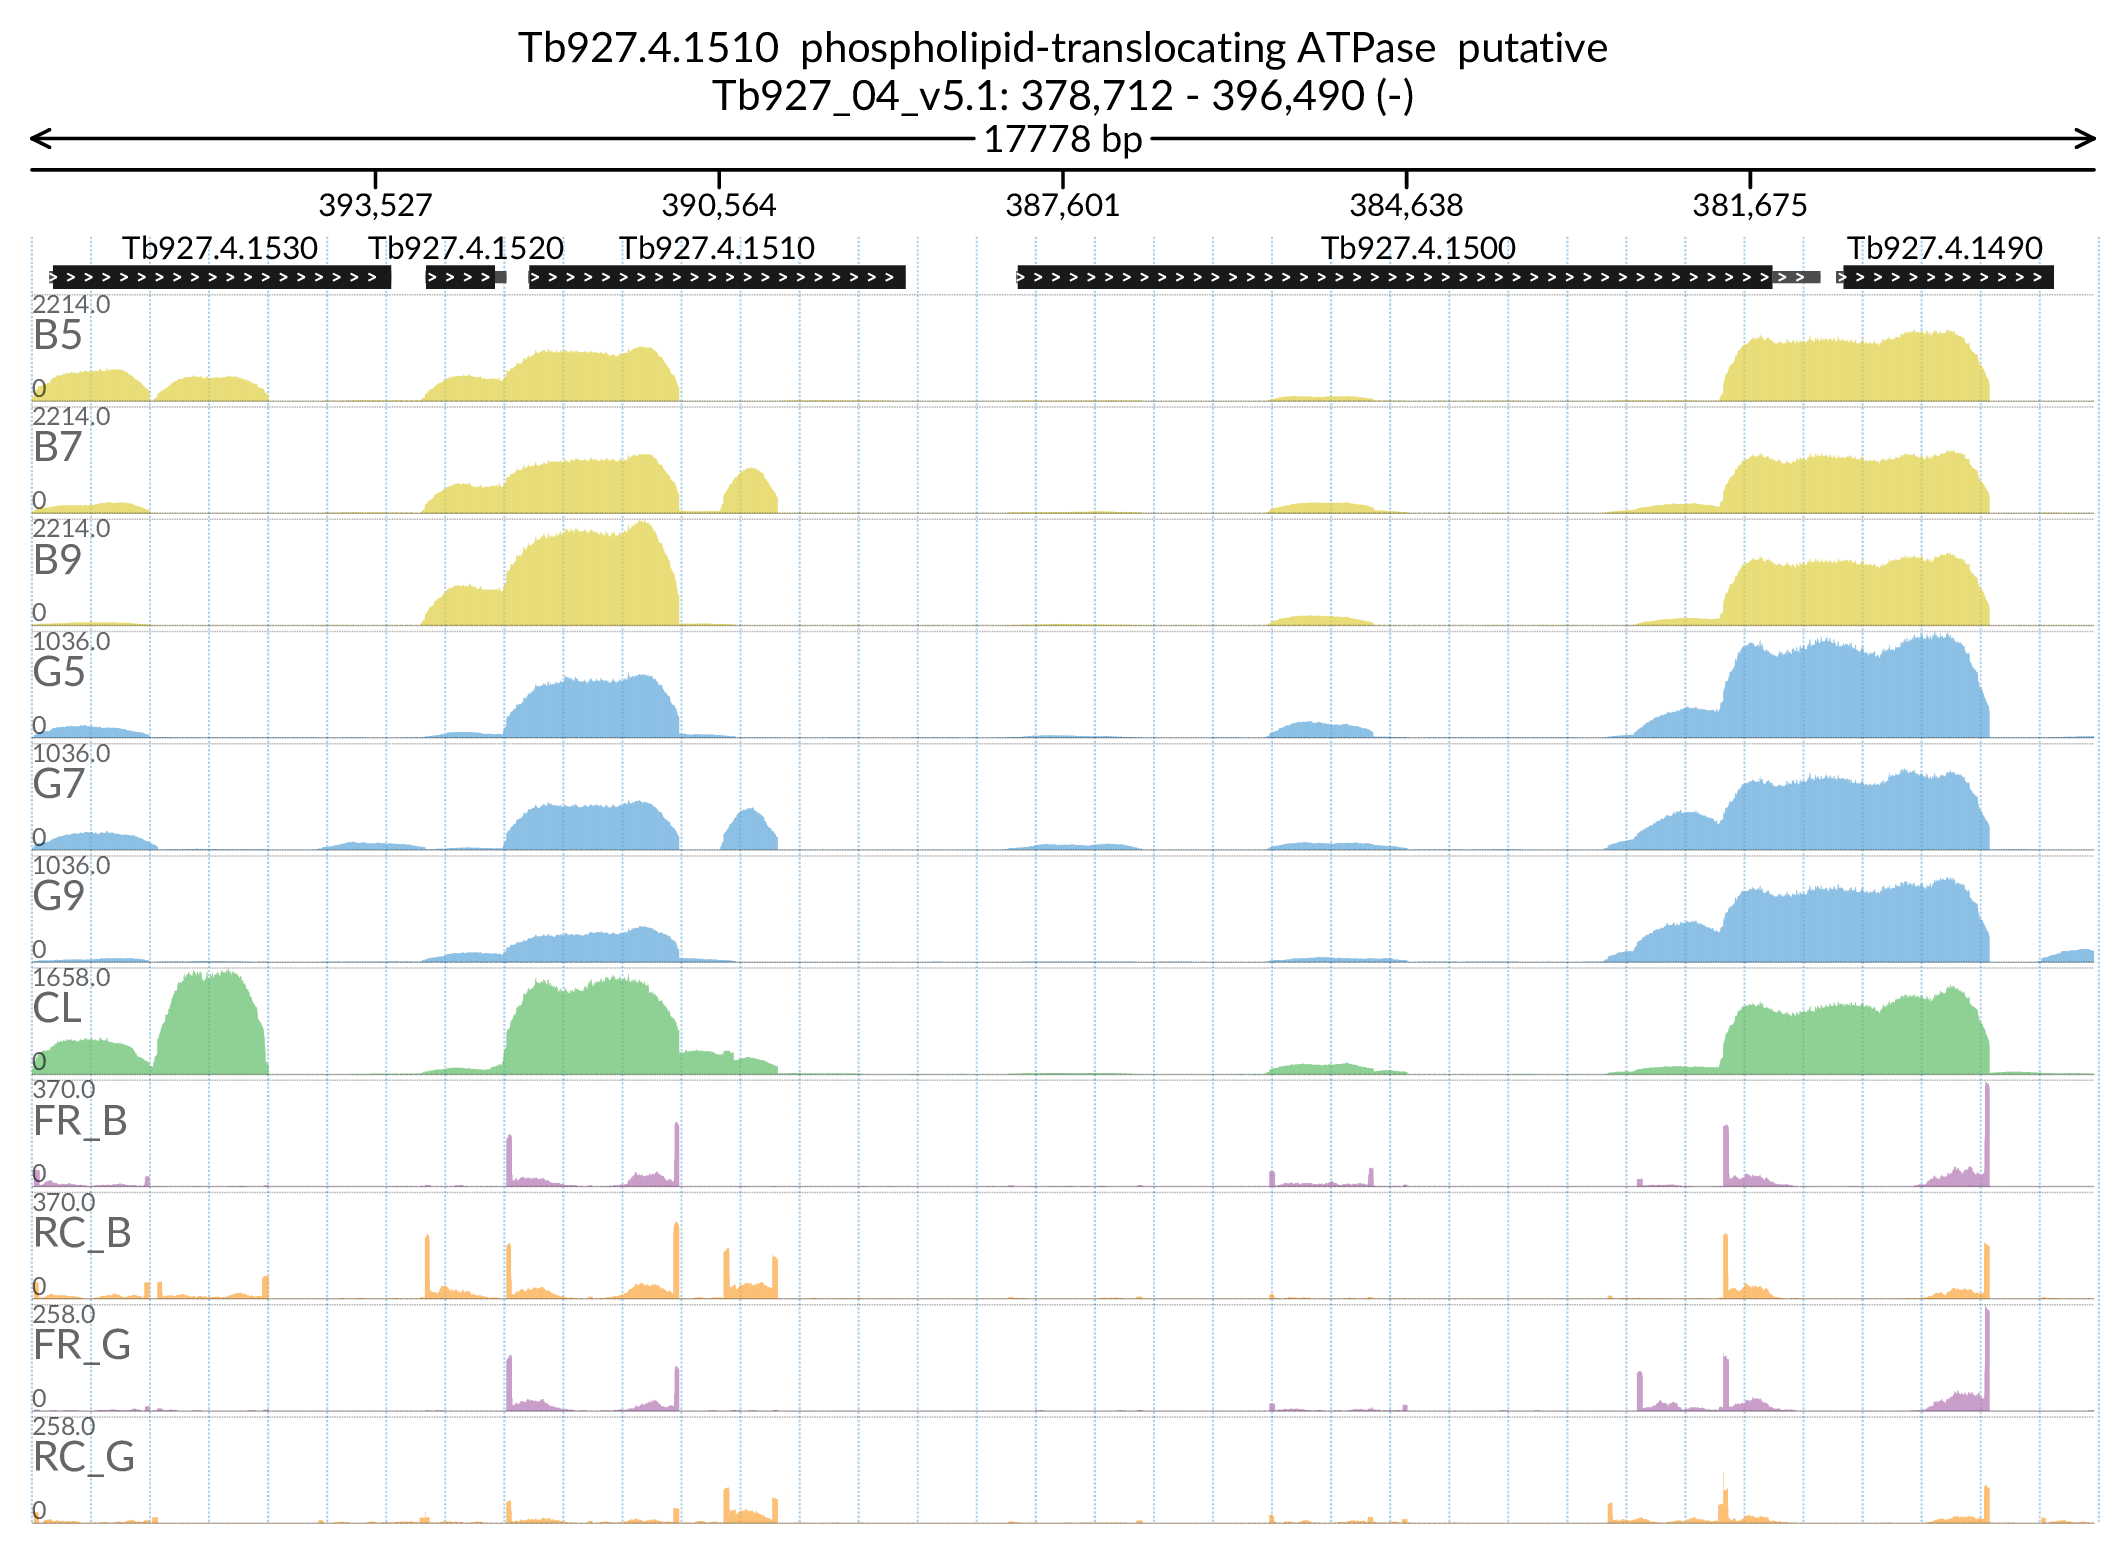 Tb927.4.1510 phospholipid-translocating ATPase putative
Tb927_04_v5.1: 378,712 - 396,490 (-)
17778 bp
393,527 390,564 387,601 384,638 381,675
Tb927.4.1530 Tb927.4.1520 Tb927.4.1510 Tb927.4.1500 Tb927.4.1490
2214.0
B5
0
2214.0
B7
0
2214.0
B9
0
1036.0
G5
0
1036.0
G7
0
1036.0
G9
0
1658.0
CL
0
370.0
FR_B
0
370.0
RC_B
0
258.0
FR_G
0
258.0
RC_G
0